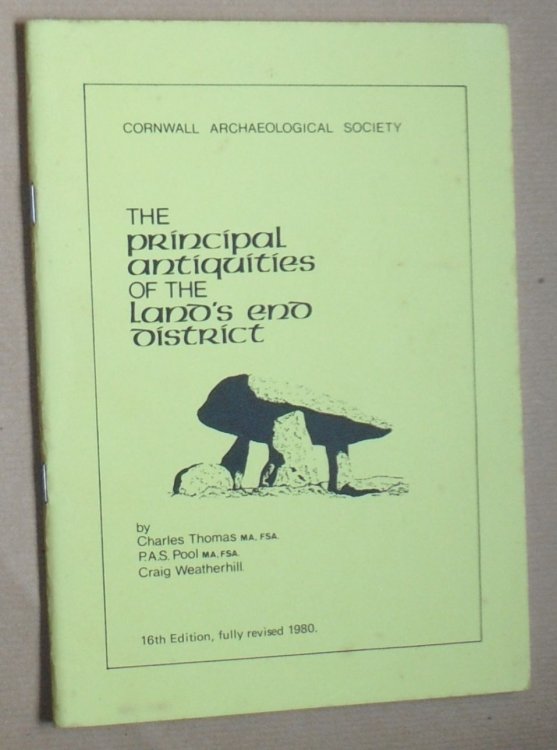 CORNWALL ARCHAEOLOGICAL SOCIETY
THE
principal
antiquities
OF THE
Land's end
district
by
Charles Thomas MA, FSA.
P.A.S. Pool MA, FSA.
Craig Weatherhill.
16th Edition, fully revised 1980.